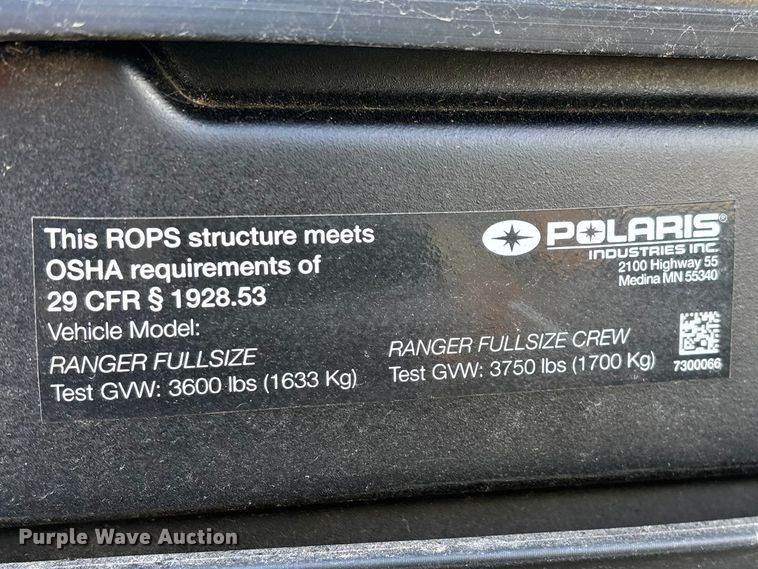 This ROPS structure meets
OSHA requirements of
29 CFR § 1928.53
Vehicle Model:
RANGER FULLSIZE
Test GVW: 3600 lbs (1633 Kg)
POLARIS®
INDUSTRIES INC.
2100 Highway 55
Medina MN 55340
RANGER FULLSIZE CREW
Test GVW: 3750 lbs (1700 Kg)
7300066
Purple Wave Auction